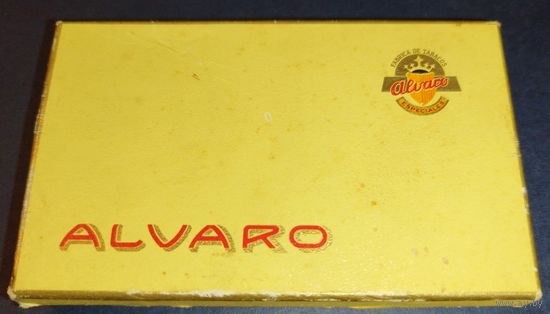 FABRICA DE TABACOS
Alvaro
ESPECIALES
ALVARO